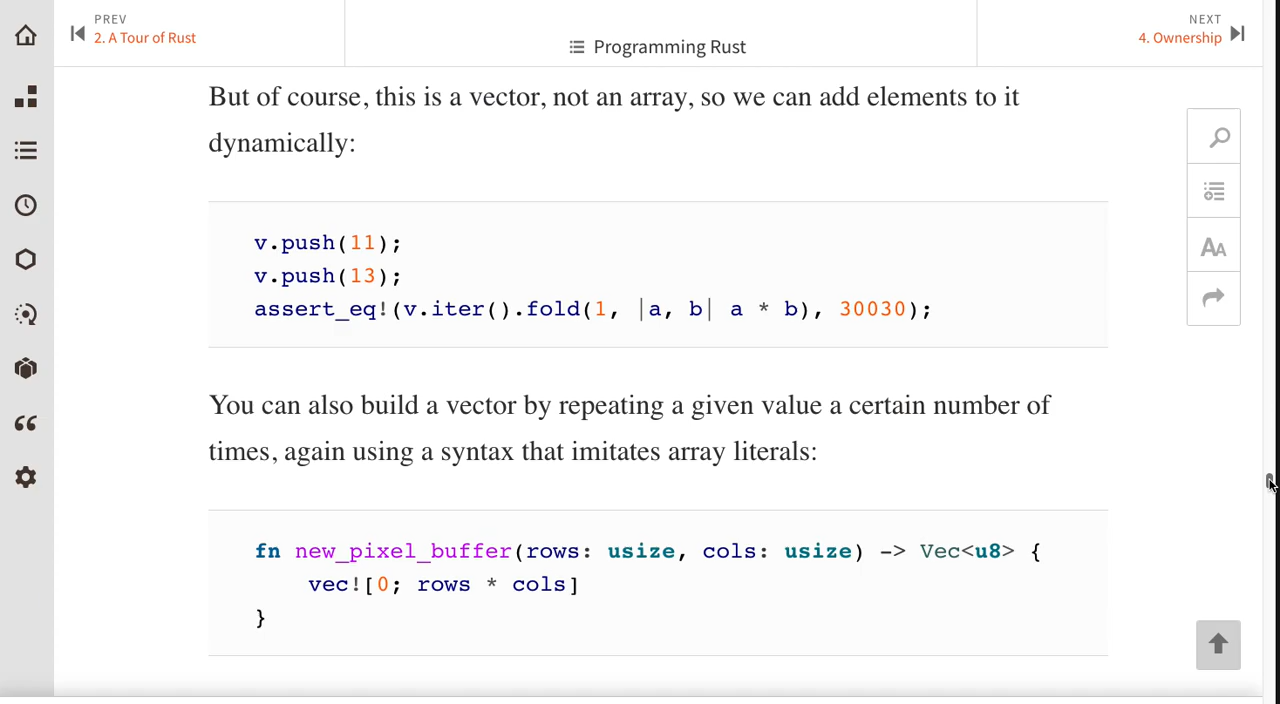 PREV
2. A Tour of Rust
Programming Rust
NEXT
4. Ownership
But of course, this is a vector, not an array, so we can add elements to it
dynamically:
v.push(11);
v.push(13);
assert_eq!(v.iter().fold(1, |a, b| a * b), 30030);
You can also build a vector by repeating a given value a certain number of
times, again using a syntax that imitates array literals:
fn new_pixel_buffer(rows: usize, cols: usize) -> Vec<u8> {
    vec![0; rows * cols]
}
AA